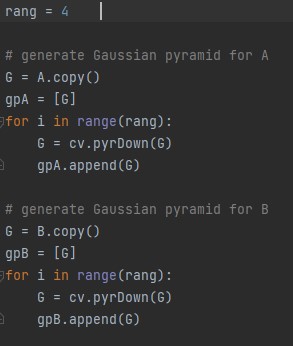 rang = 4
# generate Gaussian pyramid for A
G = A.copy()
gpA = [G]
for i in range(rang):
    G = cv.pyrDown(G)
    gpA.append(G)
# generate Gaussian pyramid for B
G = B.copy()
gpB = [G]
for i in range(rang):
    G = cv.pyrDown(G)
    gpB.append(G)